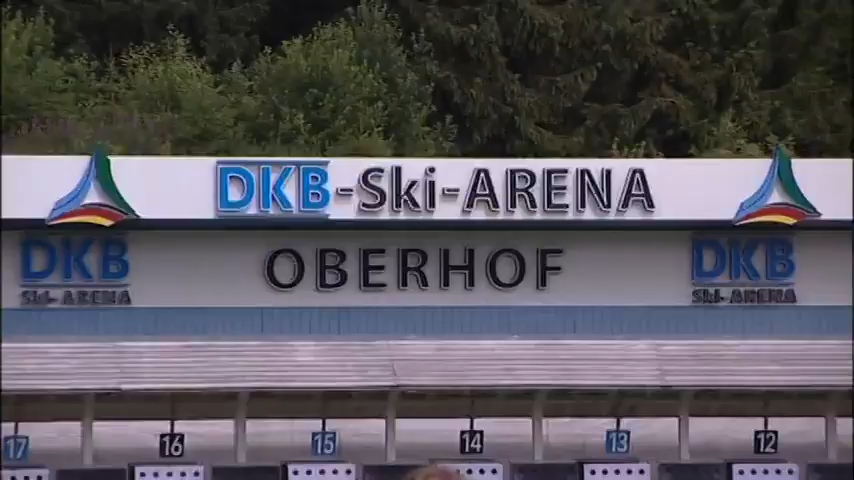 DKB-Ski-ARENA
OBERHOF
DKB
Ski-ARENA
DKB
Ski-ARENA
17
16
15
14
13
12